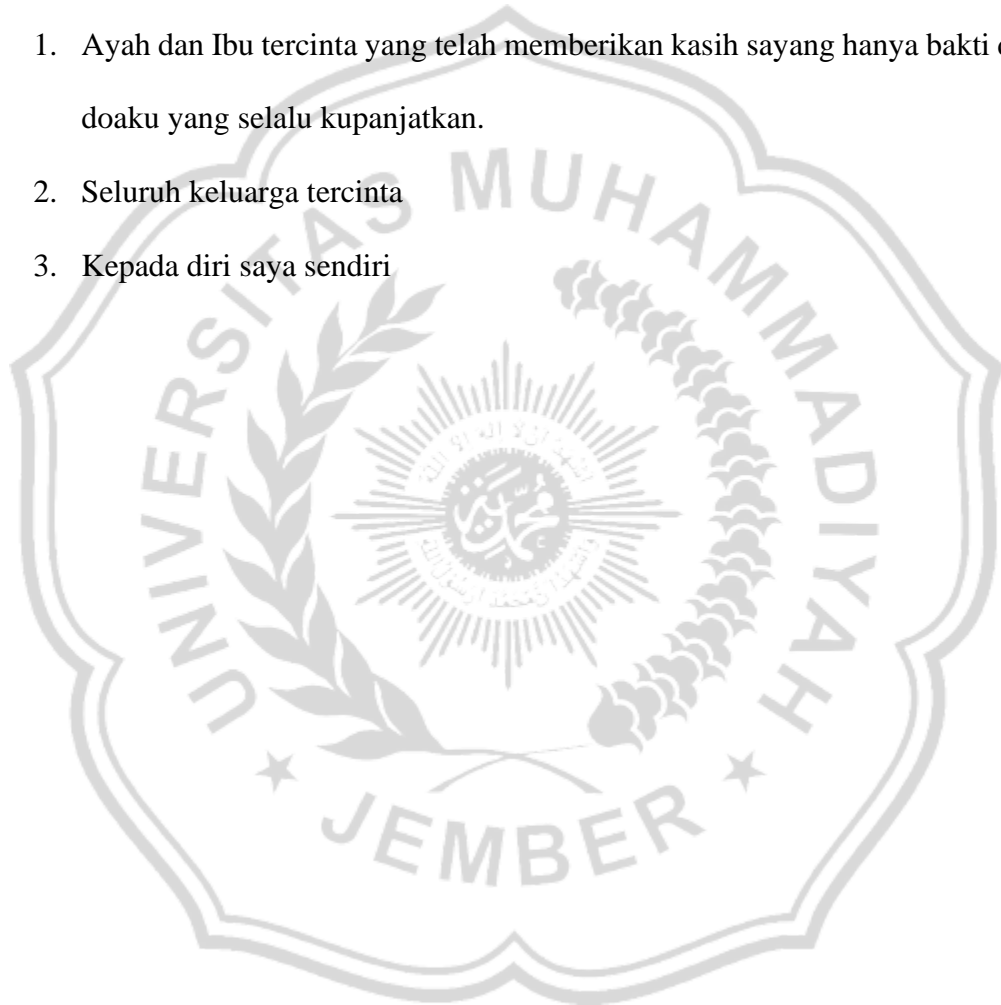 1. Ayah dan Ibu tercinta yang telah memberikan kasih sayang hanya bakti
doaku yang selalu kupanjatkan.
2. Seluruh keluarga tercinta
3. Kepada diri saya sendiri
UNIVERSITAS MUHAMMADIYAH
JEMBER